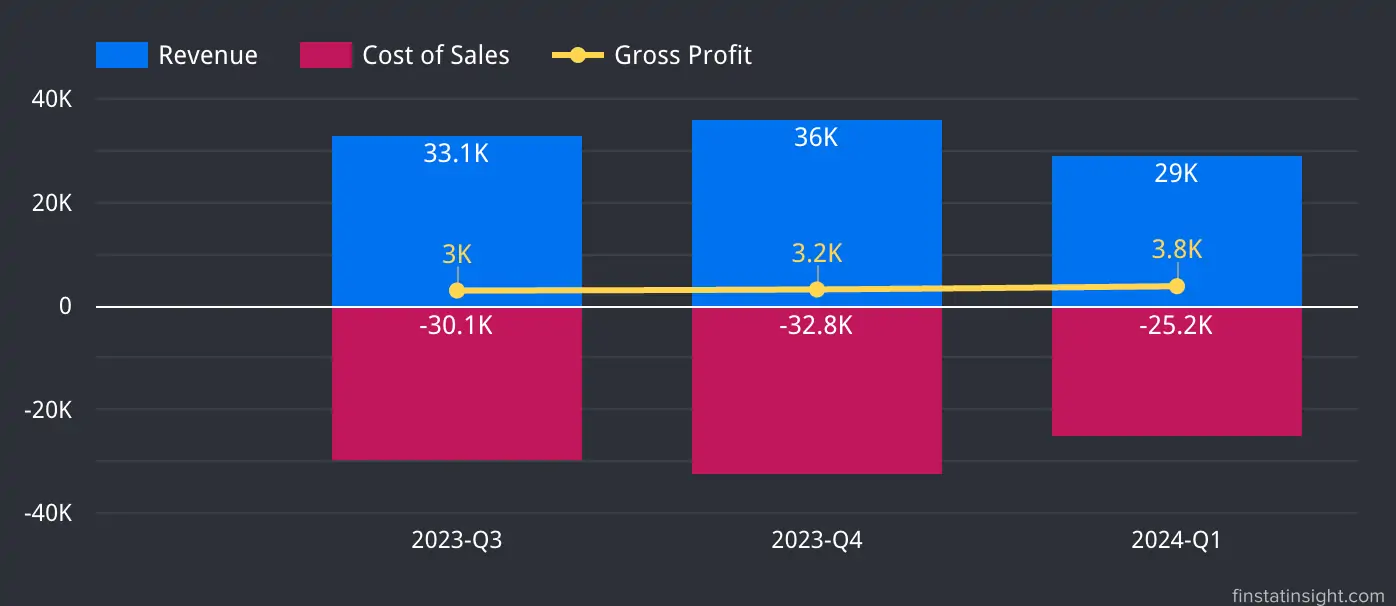 Revenue Cost of Sales Gross Profit
40K
20K
0
-20K
-40K
33.1K
36K
29K
3K
3.2K
3.8K
-30.1K
-32.8K
-25.2K
2023-Q3 2023-Q4 2024-Q1
finstatinsight.com